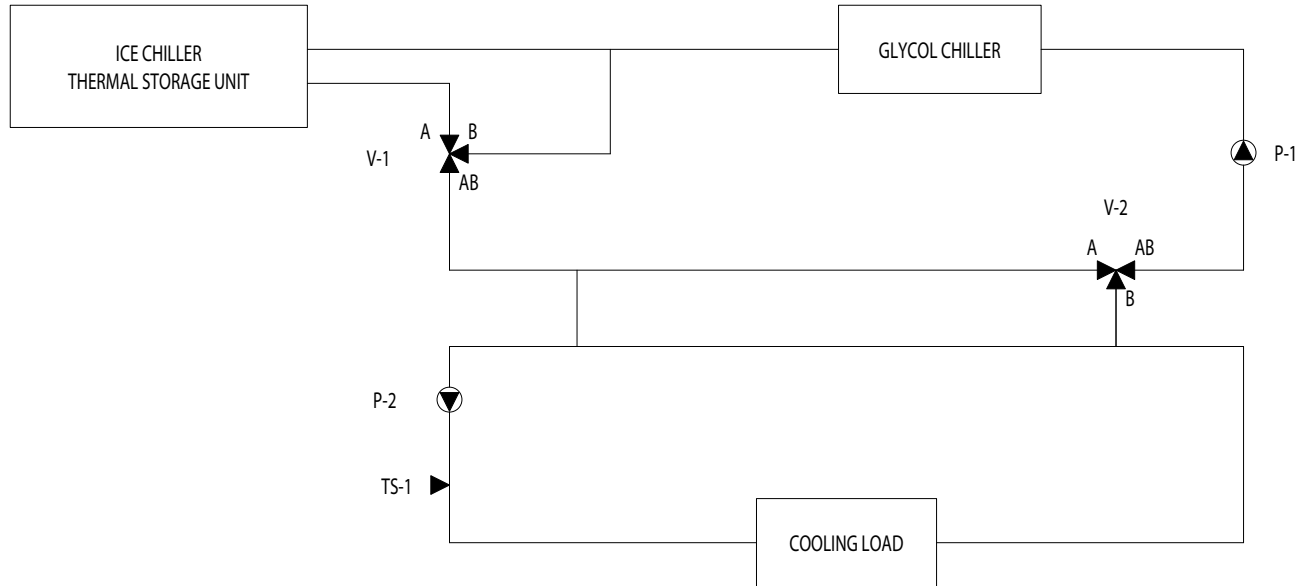 ICE CHILLER
THERMAL STORAGE UNIT
GLYCOL CHILLER
A
B
V-1
AB
P-1
V-2
A
AB
B
P-2
TS-1
COOLING LOAD